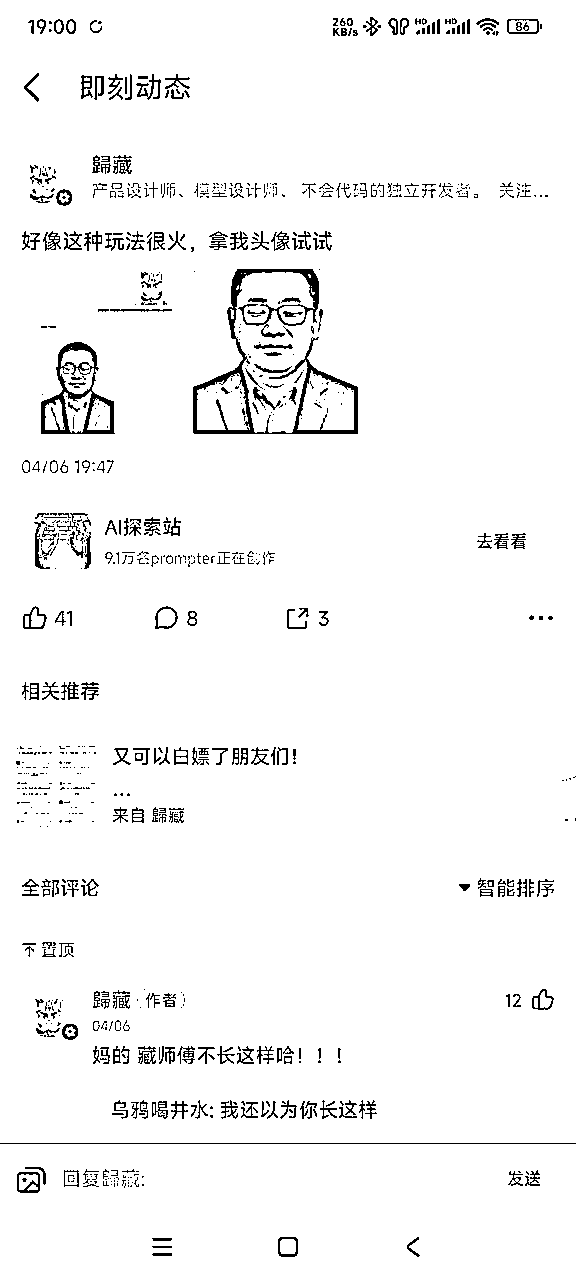 19:00
260
KB/s
HD
HD
86
即刻动态
歸藏
产品设计师、模型设计师、 不会代码的独立开发者。 关注...
好像这种玩法很火，拿我头像试试
04/06 19:47
AI探索站
9.1万名prompter正在创作
去看看
41
8
3
相关推荐
又可以白嫖了朋友们！
...
来自 歸藏
全部评论
智能排序
置顶
歸藏（作者）
12
04/06
妈的 藏师傅不长这样哈！！！
乌鸦喝井水: 我还以为你长这样
回复歸藏:
发送